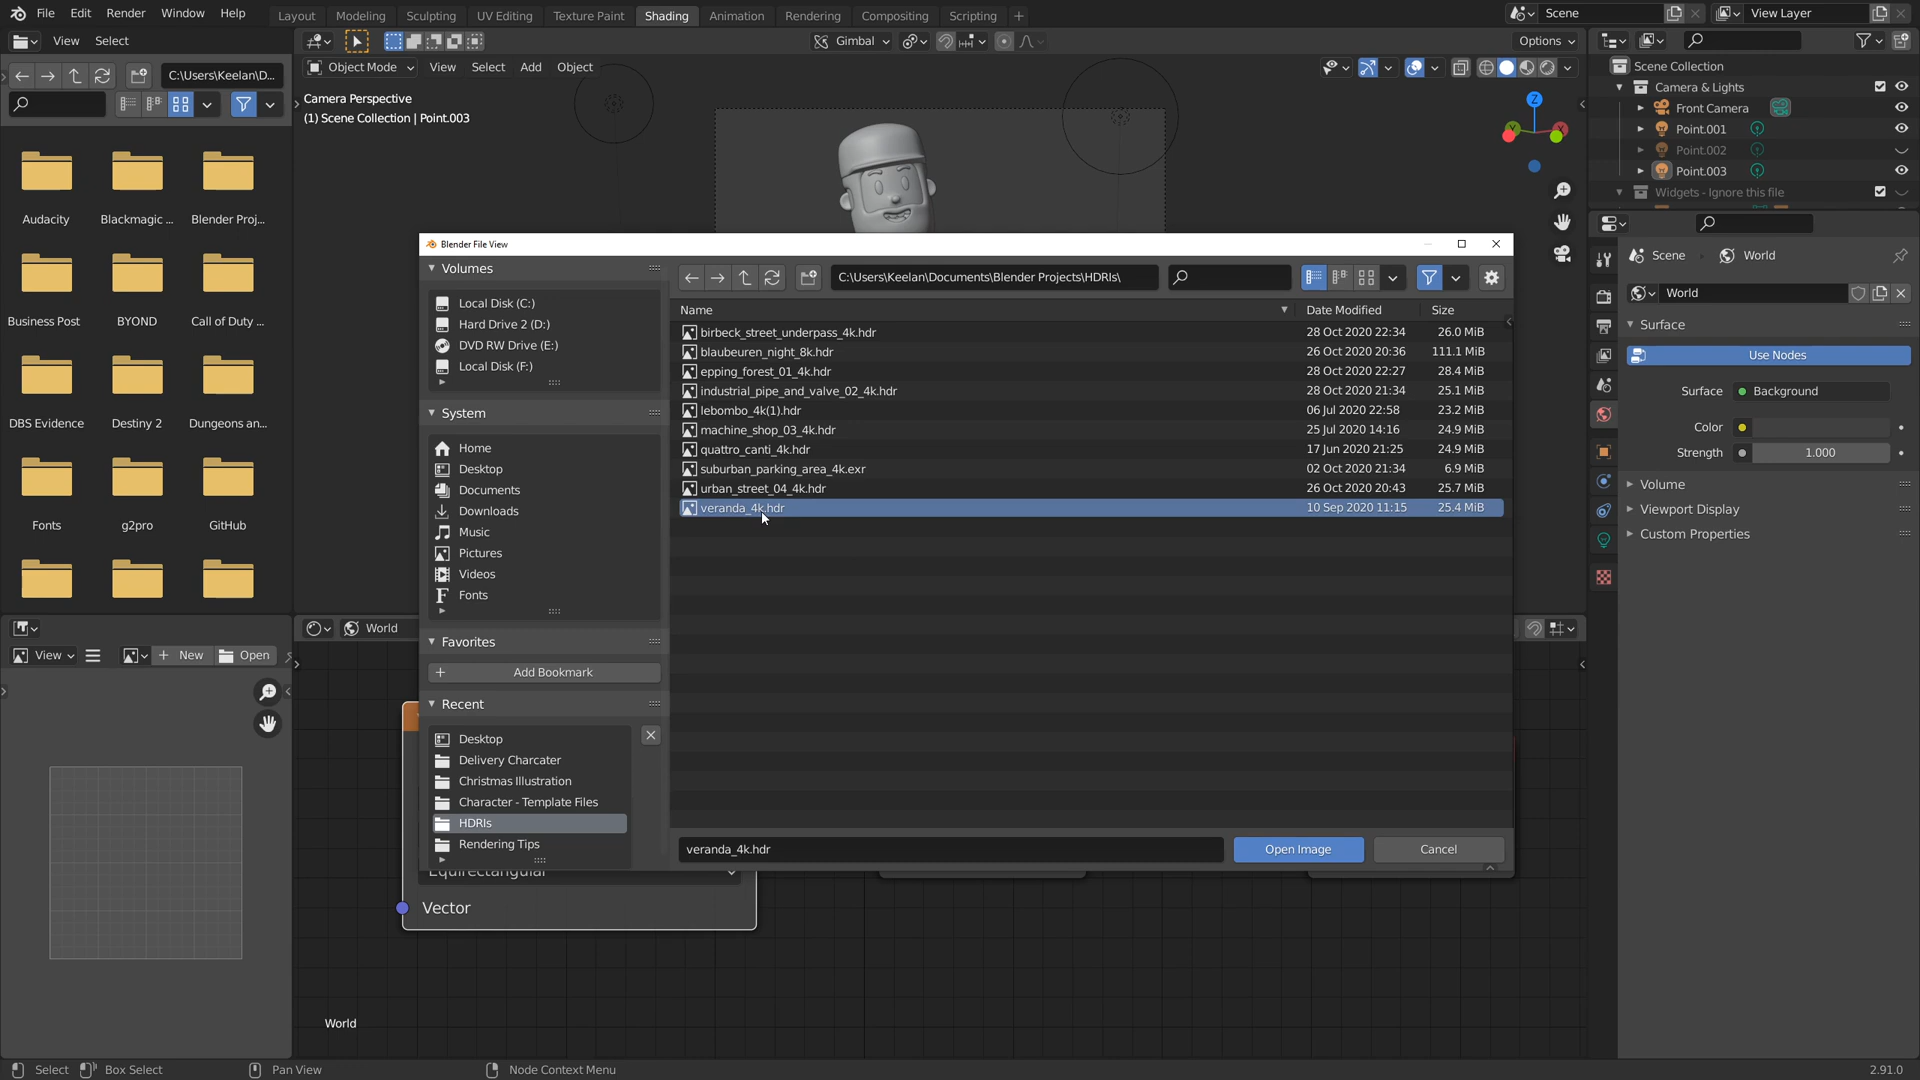 File Edit Render Window Help Layout Modeling Sculpting UV Editing Texture Paint Shading Animation Rendering Compositing Scripting + Scene View Layer
View Select Gimbal Options
C:\Users\Keelan\D... Object Mode View Select Add Object Scene Collection
Camera & Lights
Camera Perspective
(1) Scene Collection | Point.003
Front Camera
Point.001
Point.002
Point.003
Widgets - Ignore this file
Z
Audacity Blackmagic ... Blender Proj...
Business Post BYOND Call of Duty ...
DBS Evidence Destiny 2 Dungeons an...
Fonts g2pro GitHub
Blender File View
Volumes
Local Disk (C:)
Hard Drive 2 (D:)
DVD RW Drive (E:)
Local Disk (F:)
System
Home
Desktop
Documents
Downloads
Music
Pictures
Videos
Fonts
Favorites
Add Bookmark
Recent
Desktop
Delivery Charcater
Christmas Illustration
Character - Template Files
HDRIs
Rendering Tips
C:\Users\Keelan\Documents\Blender Projects\HDRIs\
Name Date Modified Size
birbeck_street_underpass_4k.hdr 28 Oct 2020 22:34 26.0 MiB
blaubeuren_night_8k.hdr 26 Oct 2020 20:36 111.1 MiB
epping_forest_01_4k.hdr 28 Oct 2020 22:27 28.4 MiB
industrial_pipe_and_valve_02_4k.hdr 28 Oct 2020 21:34 25.1 MiB
lebombo_4k(1).hdr 06 Jul 2020 22:58 23.2 MiB
machine_shop_03_4k.hdr 25 Jul 2020 14:16 24.9 MiB
quattro_canti_4k.hdr 17 Jun 2020 21:25 24.9 MiB
suburban_parking_area_4k.exr 02 Oct 2020 21:34 6.9 MiB
urban_street_04_4k.hdr 26 Oct 2020 20:43 25.7 MiB
veranda_4k.hdr 10 Sep 2020 11:15 25.4 MiB
veranda_4k.hdr Open Image Cancel
Scene World
World
Surface
Use Nodes
Surface Background
Color
Strength 1.000
Volume
Viewport Display
Custom Properties
World
View + New Open
Equirectangular
Vector
World
Select Box Select Pan View Node Context Menu 2.91.0